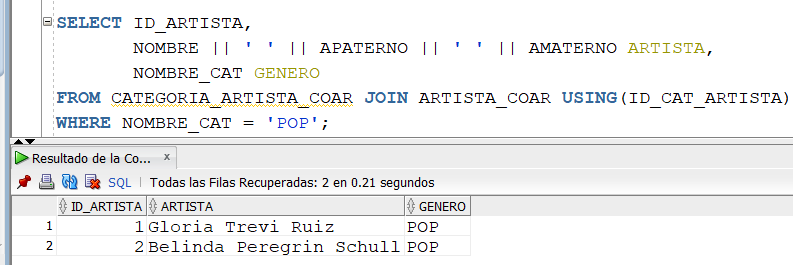 SELECT ID_ARTISTA,
NOMBRE || ' ' || APATERNO || ' ' || AMATERNO ARTISTA,
NOMBRE_CAT GENERO
FROM CATEGORIA_ARTISTA_COAR JOIN ARTISTA_COAR USING(ID_CAT_ARTISTA)
WHERE NOMBRE_CAT = 'POP';
Resultado de la Co... x
SQL | Todas las Filas Recuperadas: 2 en 0.21 segundos
ID_ARTISTA ARTISTA GENERO
1 1 Gloria Trevi Ruiz POP
2 2 Belinda Peregrin Schull POP